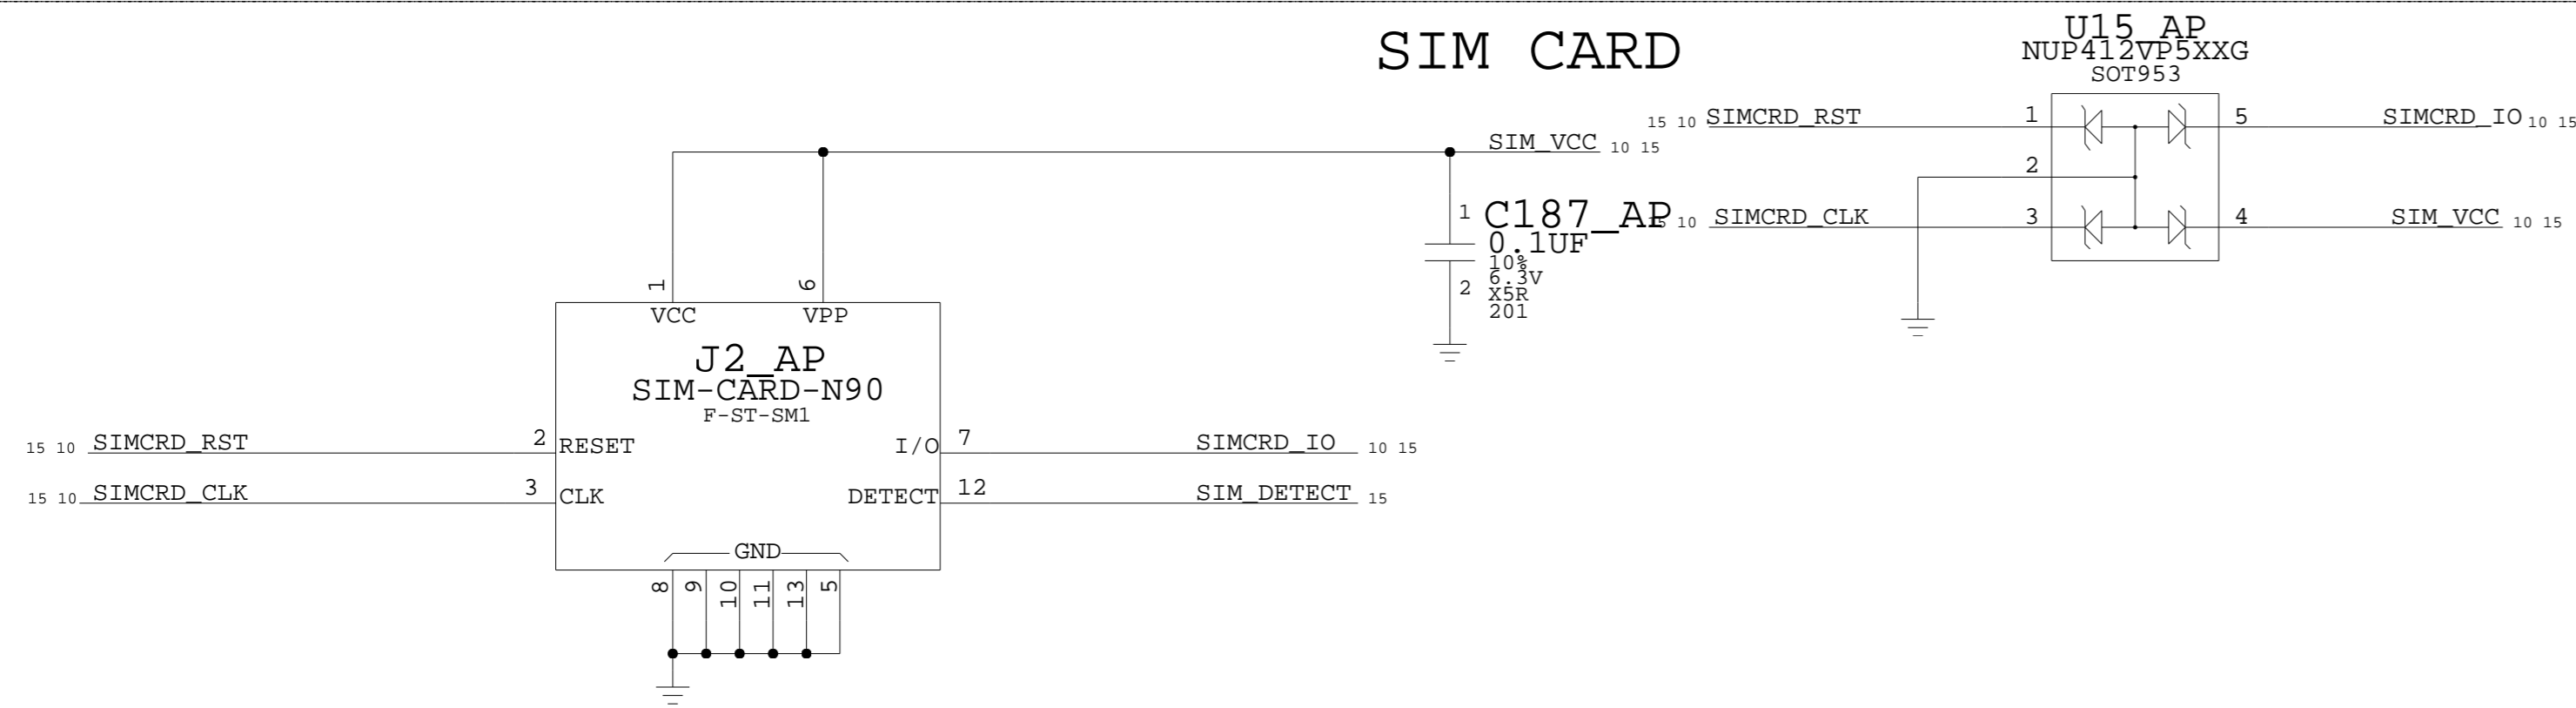 SIM CARD
U15_AP
NUP412VP5XXG
SOT953
15 10 SIMCRD_RST 1
5 SIMCRD_IO 10 15
2
15 10 SIMCRD_CLK 3
4 SIM_VCC 10 15
SIM_VCC 10 15
1 C187_AP
0.1UF
10%
6.3V
2 X5R
201
1 6
VCC VPP
J2_AP
SIM-CARD-N90
F-ST-SM1
15 10 SIMCRD_RST 2 RESET
I/O 7 SIMCRD_IO 10 15
15 10 SIMCRD_CLK 3 CLK
DETECT 12 SIM_DETECT 15
GND
8 9 10 11 13 5